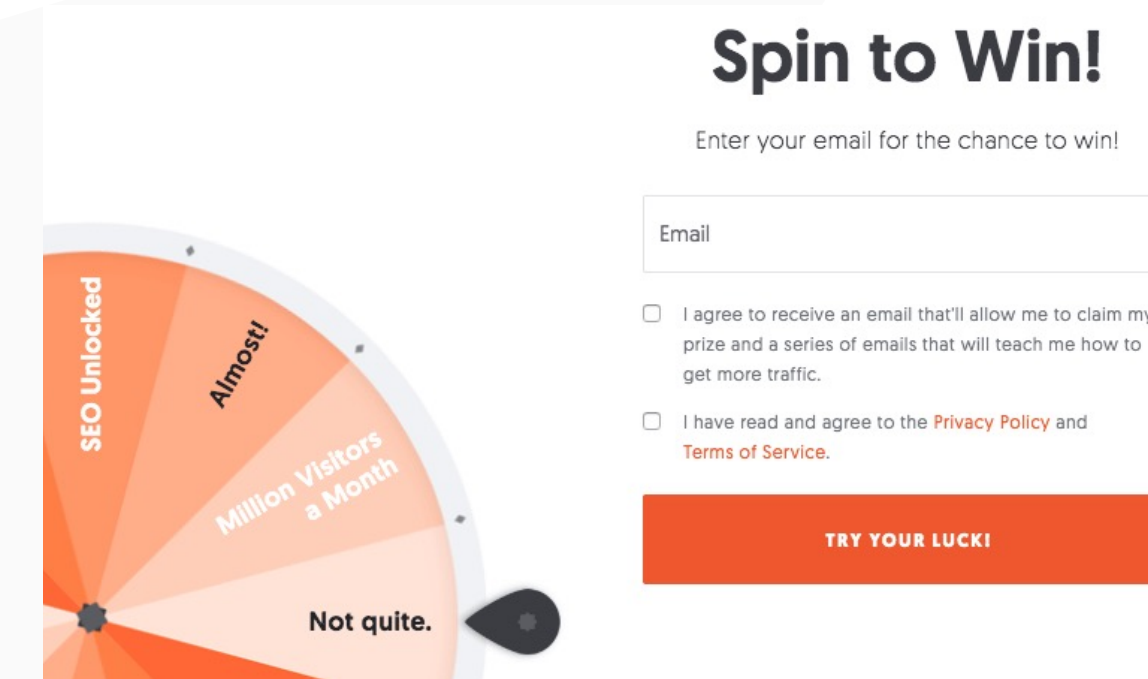 Spin to Win!
Enter your email for the chance to win!
Email
I agree to receive an email that'll allow me to claim my
prize and a series of emails that will teach me how to
get more traffic.
I have read and agree to the Privacy Policy and
Terms of Service.
TRY YOUR LUCK!
SEO Unlocked
Almost!
Million Visitors
a Month
Not quite.